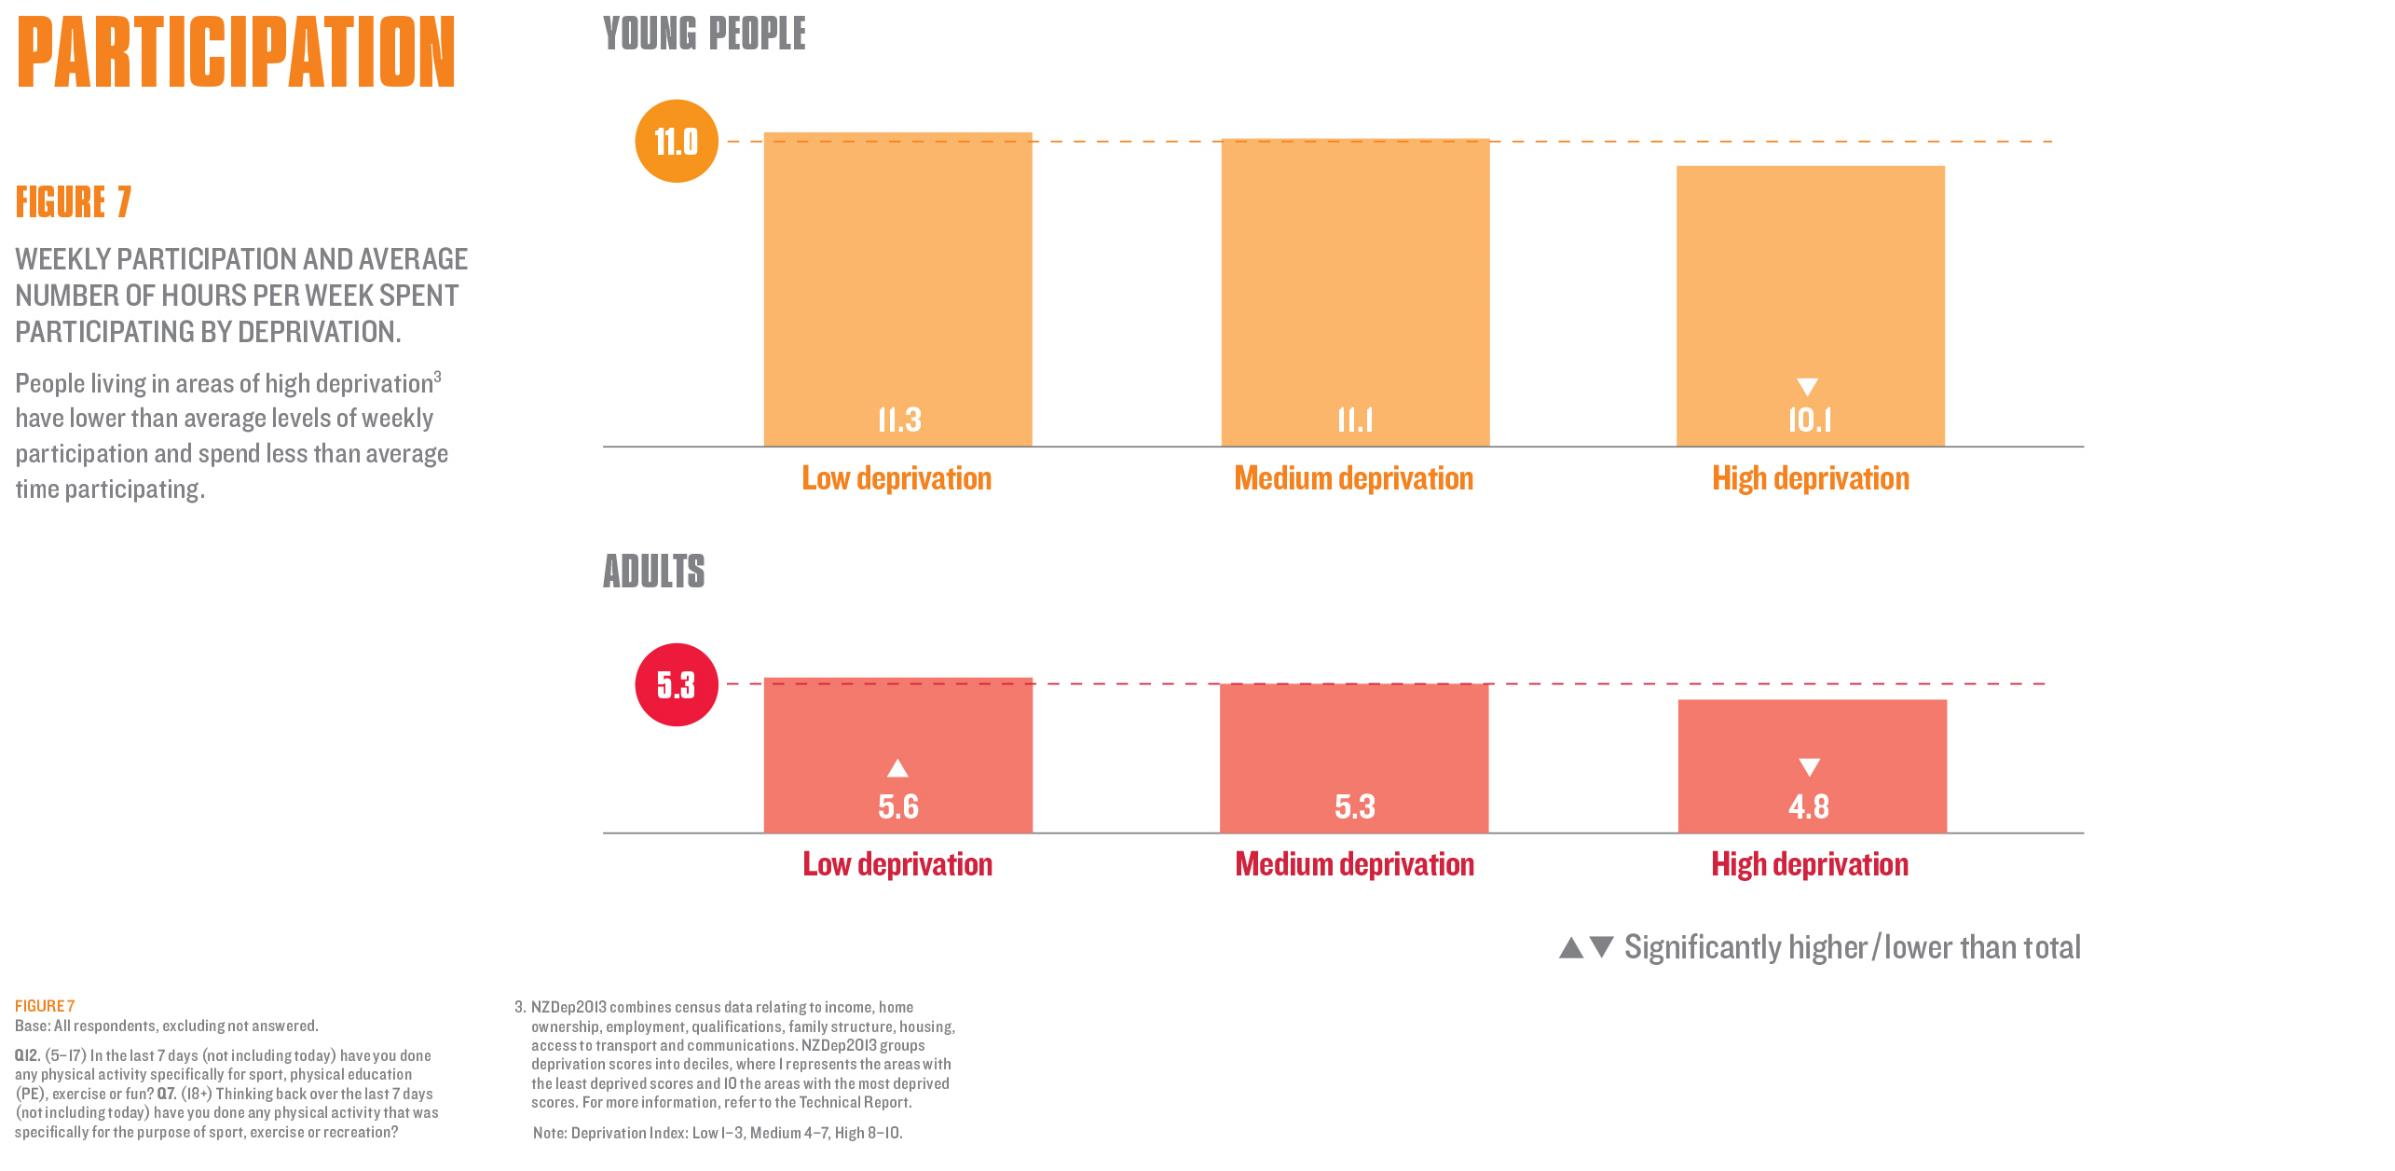 PARTICIPATION
FIGURE 7
WEEKLY PARTICIPATION AND AVERAGE
NUMBER OF HOURS PER WEEK SPENT
PARTICIPATING BY DEPRIVATION.
People living in areas of high deprivation³
have lower than average levels of weekly
participation and spend less than average
time participating.
YOUNG PEOPLE
11.0
11.3
11.1
▼
10.1
Low deprivation
Medium deprivation
High deprivation
ADULTS
5.3
▲
▼
5.6
5.3
4.8
Low deprivation
Medium deprivation
High deprivation
▲▼ Significantly higher/lower than total
FIGURE 7
Base: All respondents, excluding not answered.
Q12. (5–17) In the last 7 days (not including today) have you done
any physical activity specifically for sport, physical education
(PE), exercise or fun? Q7. (18+) Thinking back over the last 7 days
(not including today) have you done any physical activity that was
specifically for the purpose of sport, exercise or recreation?
3. NZDep2013 combines census data relating to income, home
ownership, employment, qualifications, family structure, housing,
access to transport and communications. NZDep2013 groups
deprivation scores into deciles, where 1 represents the areas with
the least deprived scores and 10 the areas with the most deprived
scores. For more information, refer to the Technical Report.
Note: Deprivation Index: Low 1–3, Medium 4–7, High 8–10.